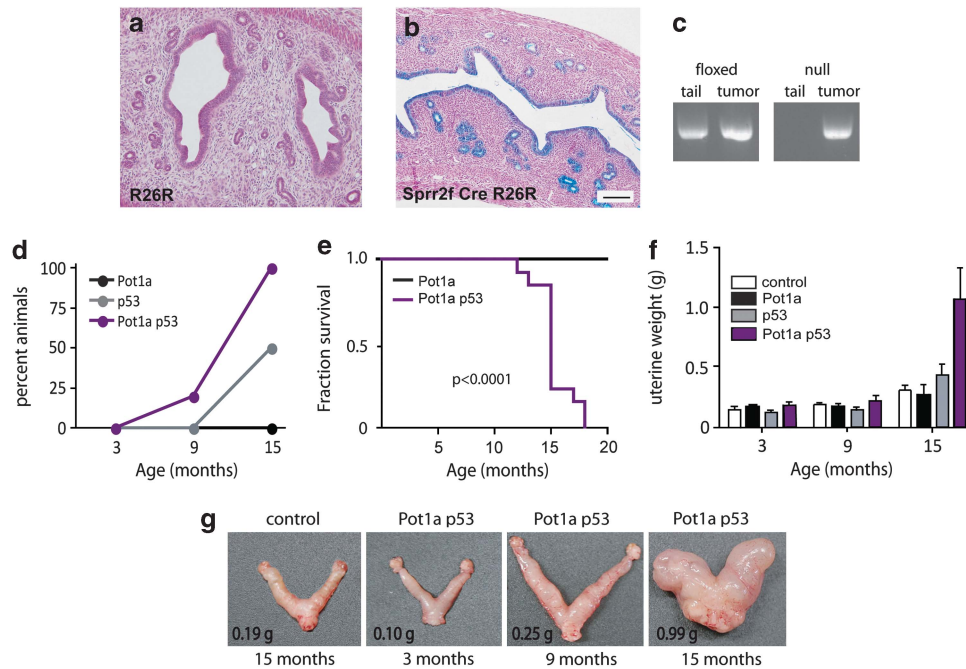 a
R26R
b
Sprr2f Cre R26R
c
floxed null
tail tumor tail tumor
d
percent animals
100
75
50
25
0
Pot1a
p53
Pot1a p53
3 9 15
Age (months)
e
Fraction survival
1.0
0.5
0
Pot1a
Pot1a p53
p<0.0001
5 10 15 20
Age (months)
f
uterine weight (g)
1.5
1.0
0.5
0
control
Pot1a
p53
Pot1a p53
3 9 15
Age (months)
g
control Pot1a p53 Pot1a p53 Pot1a p53
0.19 g 0.10 g 0.25 g 0.99 g
15 months 3 months 9 months 15 months